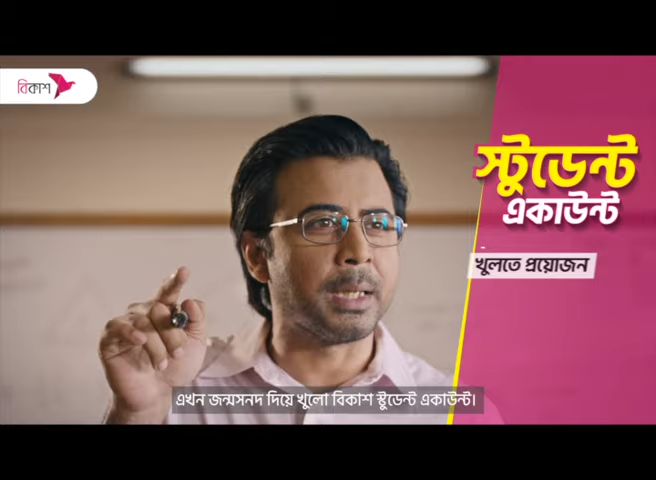 বিকাশ
স্টুডেন্ট
একাউন্ট
খুলতে প্রয়োজন
এখন জন্মসনদ দিয়ে খুলো বিকাশ স্টুডেন্ট একাউন্ট।